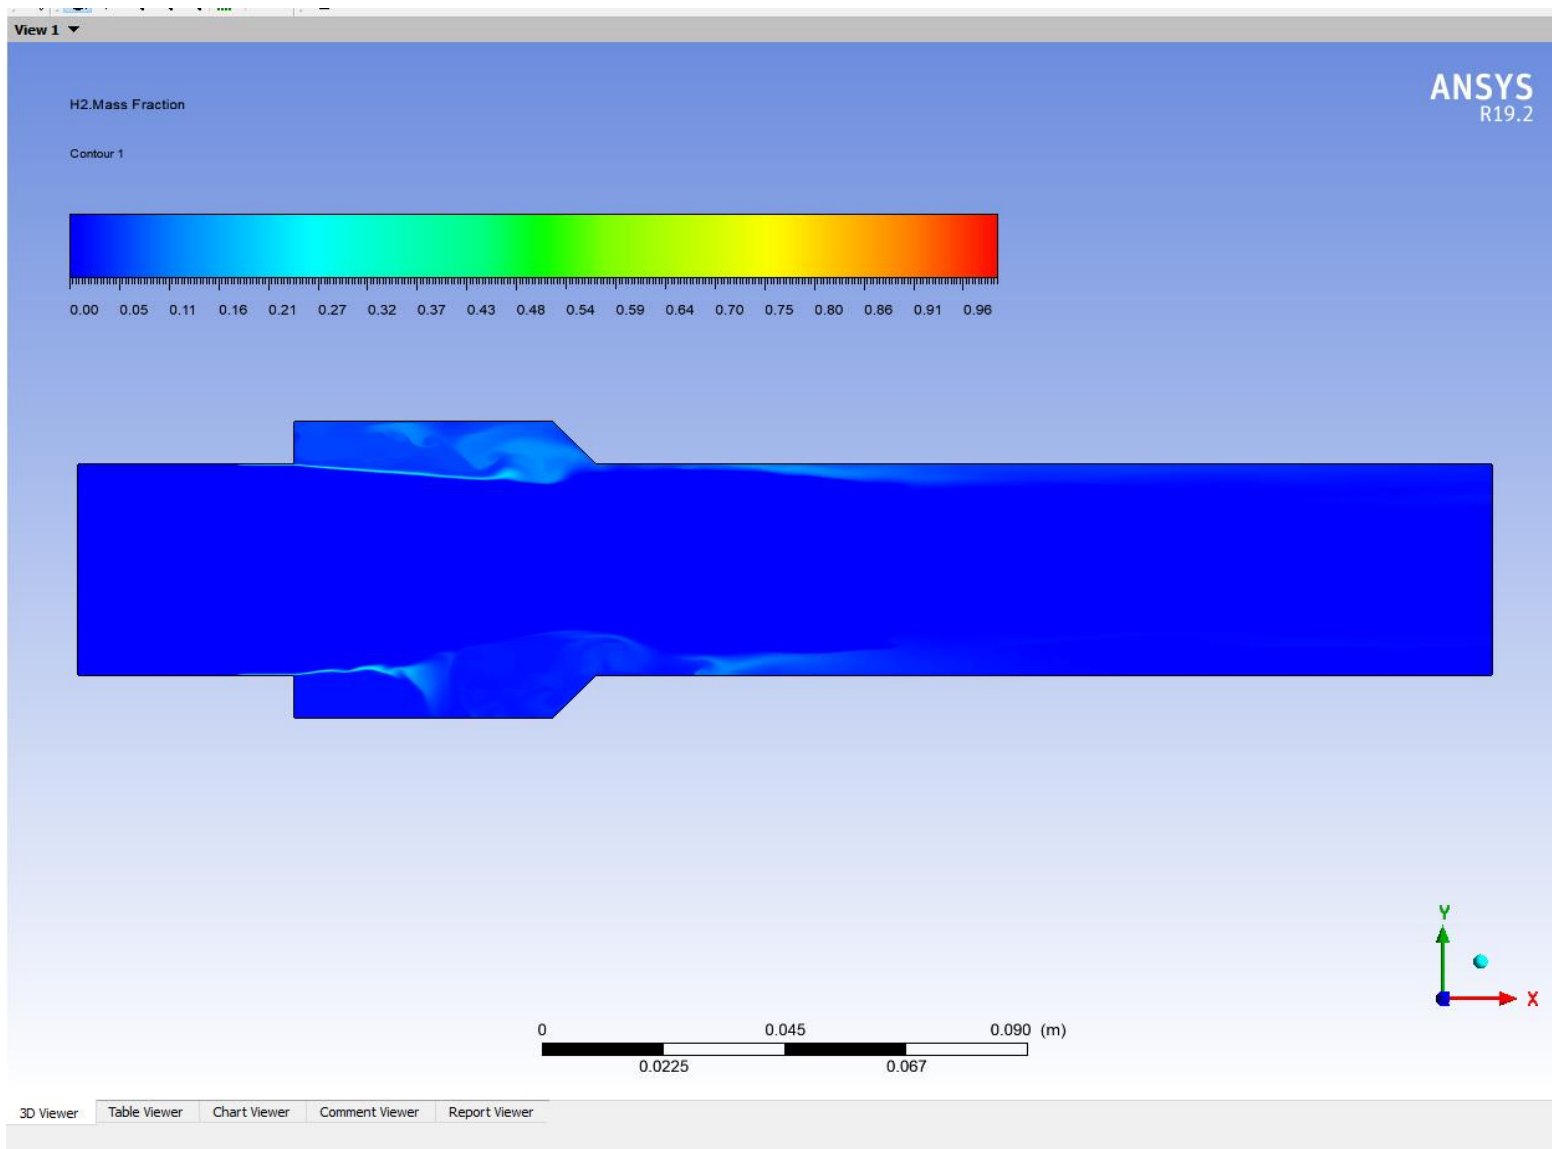 View 1
ANSYS
R19.2
H2.Mass Fraction
Contour 1
0.00 0.05 0.11 0.16 0.21 0.27 0.32 0.37 0.43 0.48 0.54 0.59 0.64 0.70 0.75 0.80 0.86 0.91 0.96
Y
X
0 0.045 0.090 (m)
0.0225 0.067
3D Viewer Table Viewer Chart Viewer Comment Viewer Report Viewer